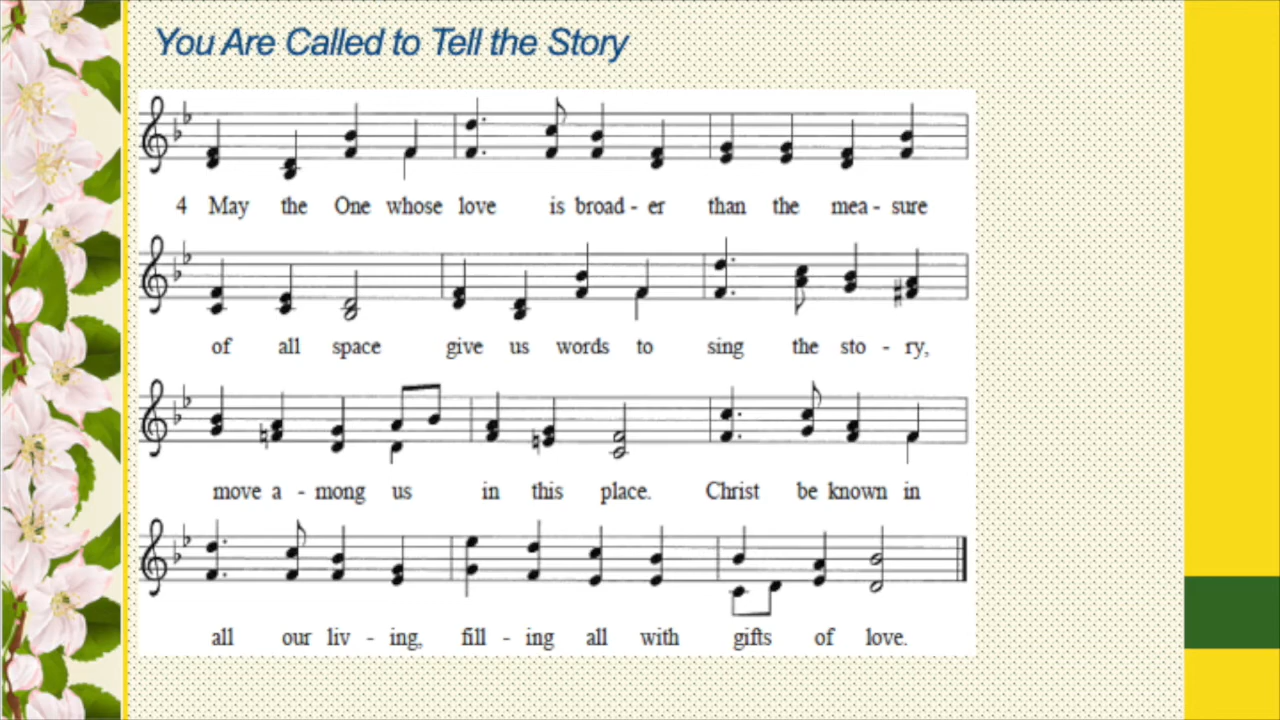 You Are Called to Tell the Story
4 May the One whose love is broad - er than the mea - sure
of all space give us words to sing the sto - ry,
move a - mong us in this place. Christ be known in
all our liv - ing, fill - ing all with gifts of love.